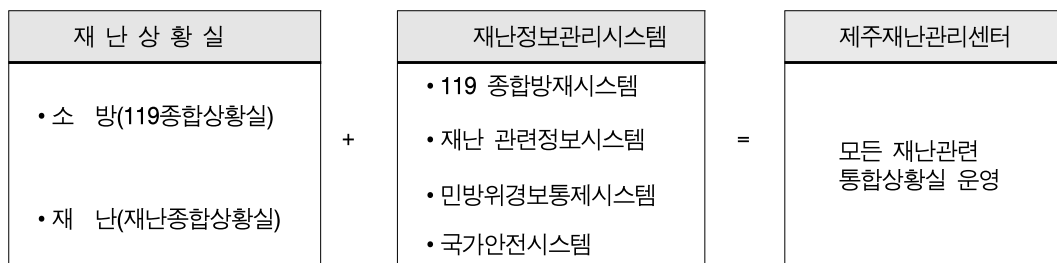 재 난 상 황 실
• 소 방(119종합상황실)
• 재 난(재난종합상황실)
+
재난정보관리시스템
• 119 종합방재시스템
• 재난 관련정보시스템
• 민방위경보통제시스템
• 국가안전시스템
=
제주재난관리센터
모든 재난관련
통합상황실 운영